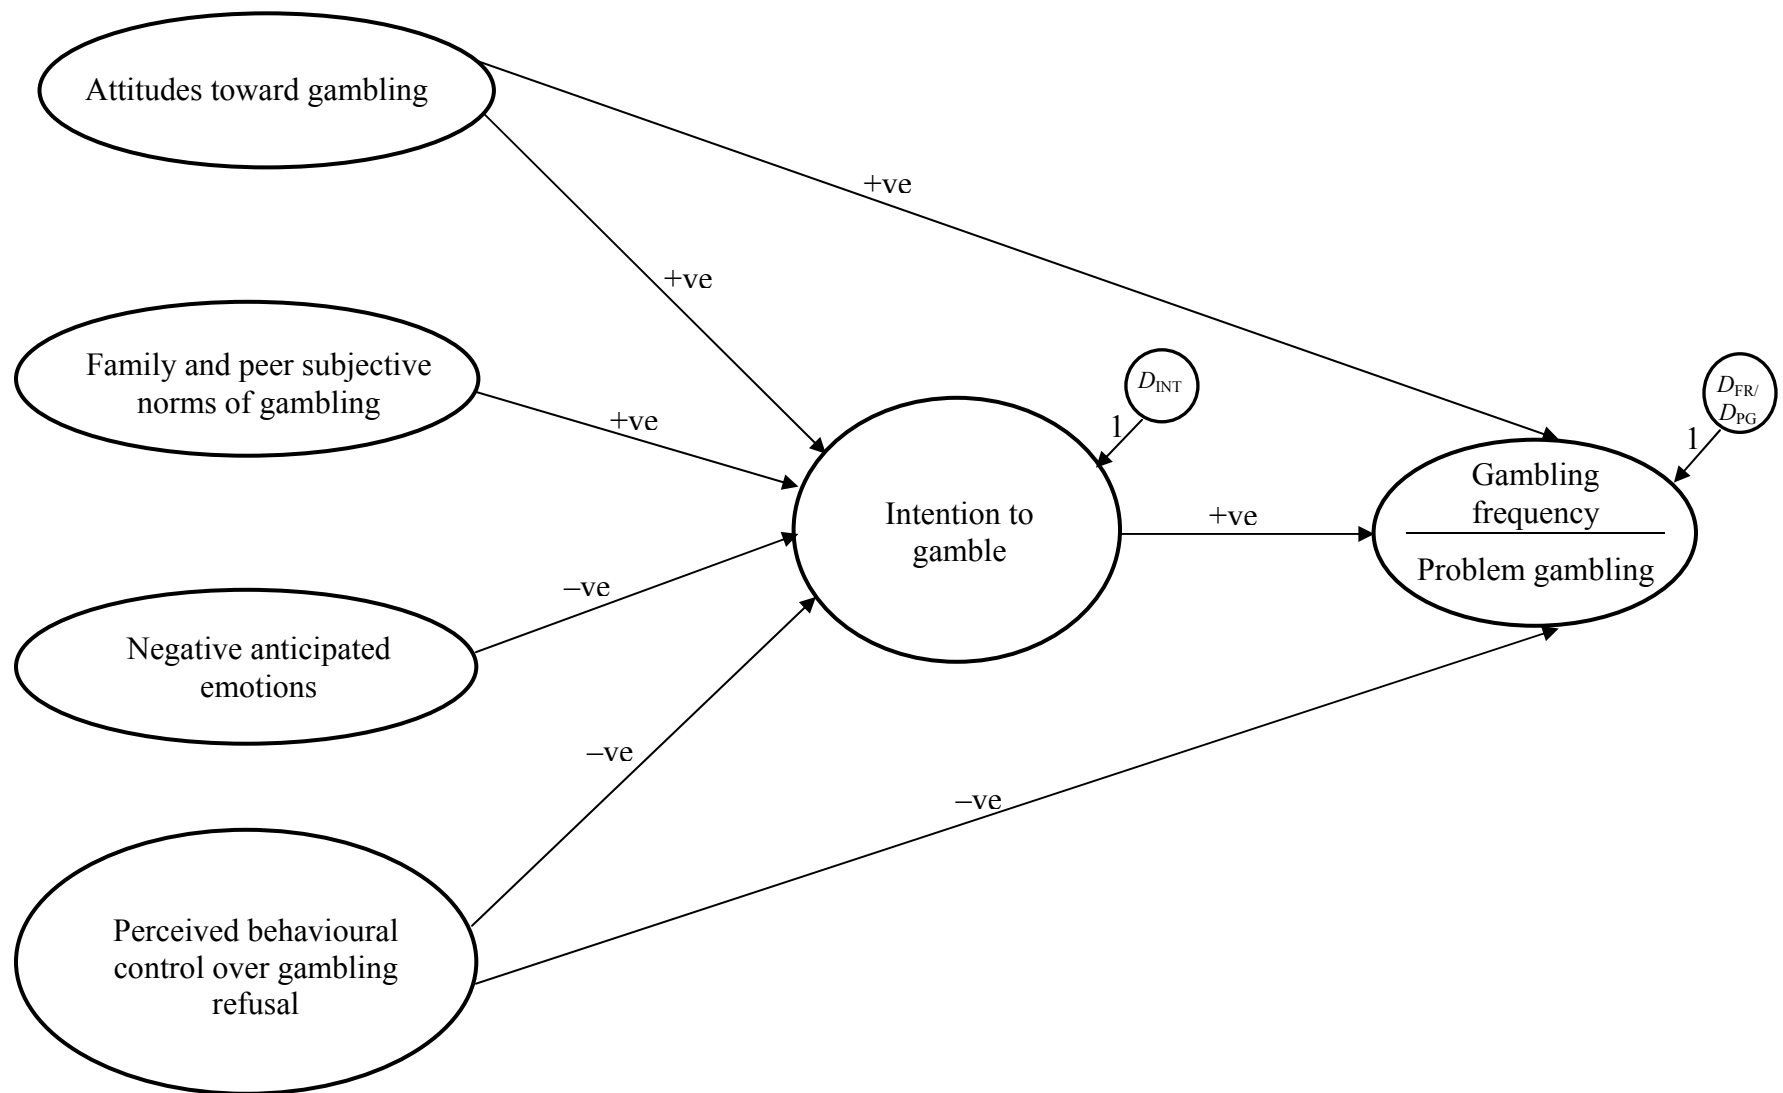 Attitudes toward gambling
+ve
+ve
Family and peer subjective
norms of gambling
+ve
D_INT
1
D_FR/
D_PG
1
Gambling
frequency
Problem gambling
Intention to
gamble
+ve
Negative anticipated
emotions
–ve
–ve
–ve
Perceived behavioural
control over gambling
refusal